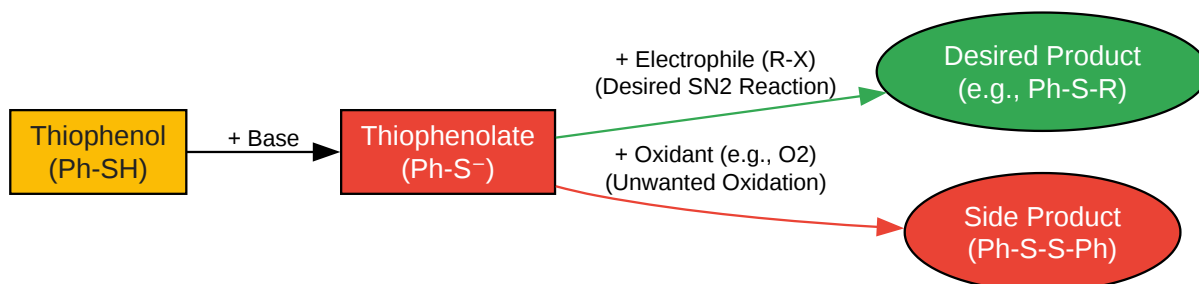 Thiophenol
(Ph-SH)
+ Base
Thiophenolate
(Ph-S⁻)
+ Electrophile (R-X)
(Desired SN2 Reaction)
Desired Product
(e.g., Ph-S-R)
+ Oxidant (e.g., O2)
(Unwanted Oxidation)
Side Product
(Ph-S-S-Ph)